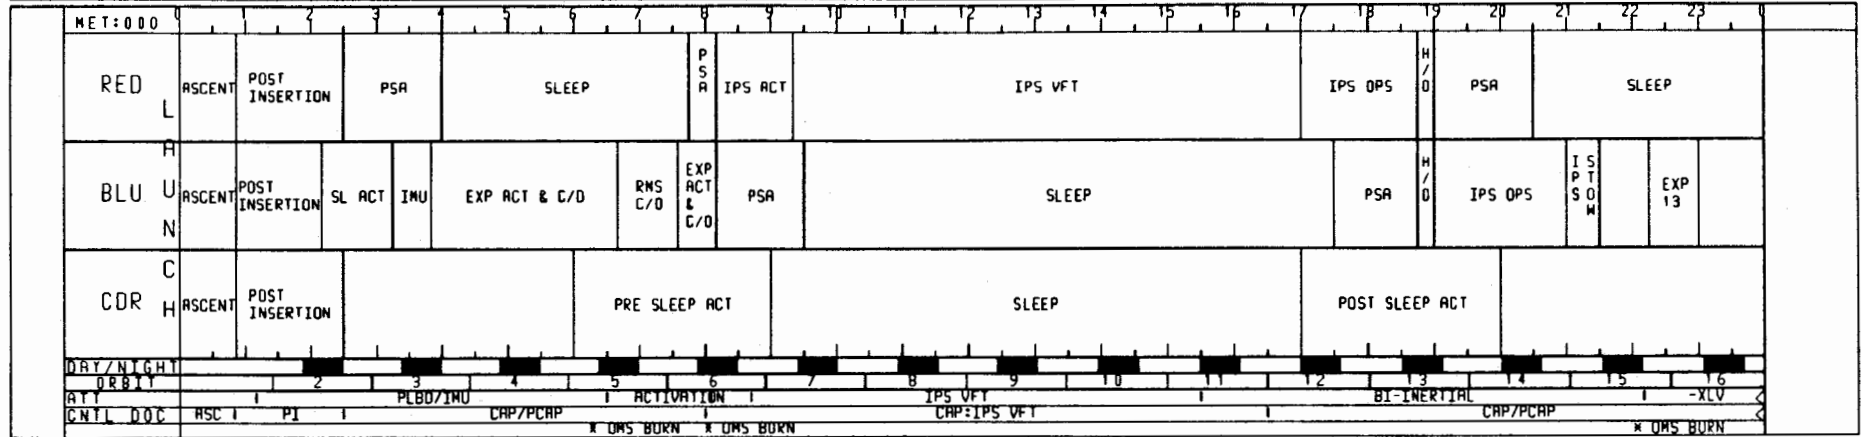 MET:000 0 1 2 3 4 5 6 7 8 9 10 11 12 13 14 15 16 17 18 19 20 21 22 23 0
LAUNCH
RED ASCENT POST INSERTION PSA SLEEP PSA IPS ACT IPS VFT IPS OPS H/O PSA SLEEP
BLU ASCENT POST INSERTION SL ACT IMU EXP ACT & C/O RMS C/O EXP ACT & C/O PSA SLEEP PSA H/O IPS OPS IPS STOW EXP 13
CDR ASCENT POST INSERTION PRE SLEEP ACT SLEEP POST SLEEP ACT
DAY/NIGHT
ORBIT 2 3 4 5 6 7 8 9 10 11 12 13 14 15 16
ATT PLBD/IMU ACTIVATION IPS VFT BI-INERTIAL -XLV
CNTL DOC ASC PI CAP/PCAP CAP:IPS VFT CAP/PCAP
* OMS BURN * OMS BURN * OMS BURN